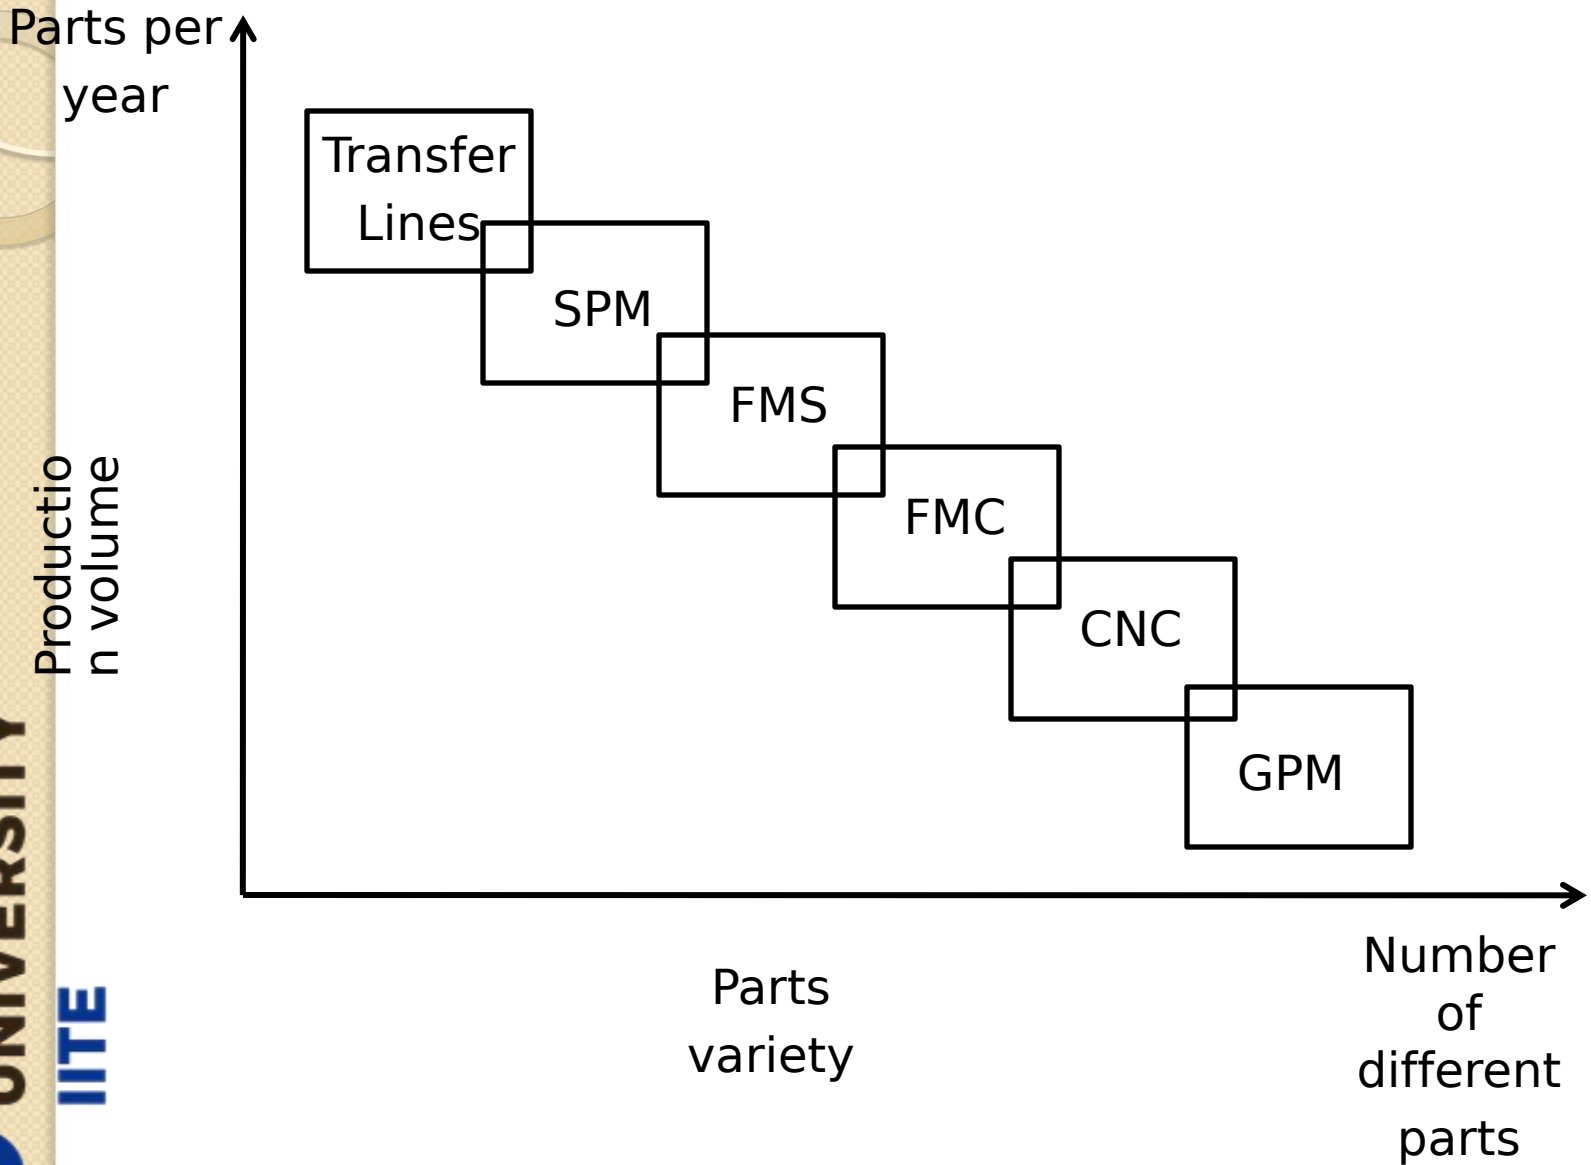 Parts per
year
Transfer
Lines
SPM
FMS
FMC
CNC
GPM
Productio
n volume
Parts
variety
Number
of
different
parts
UNIVERSITY
IITE